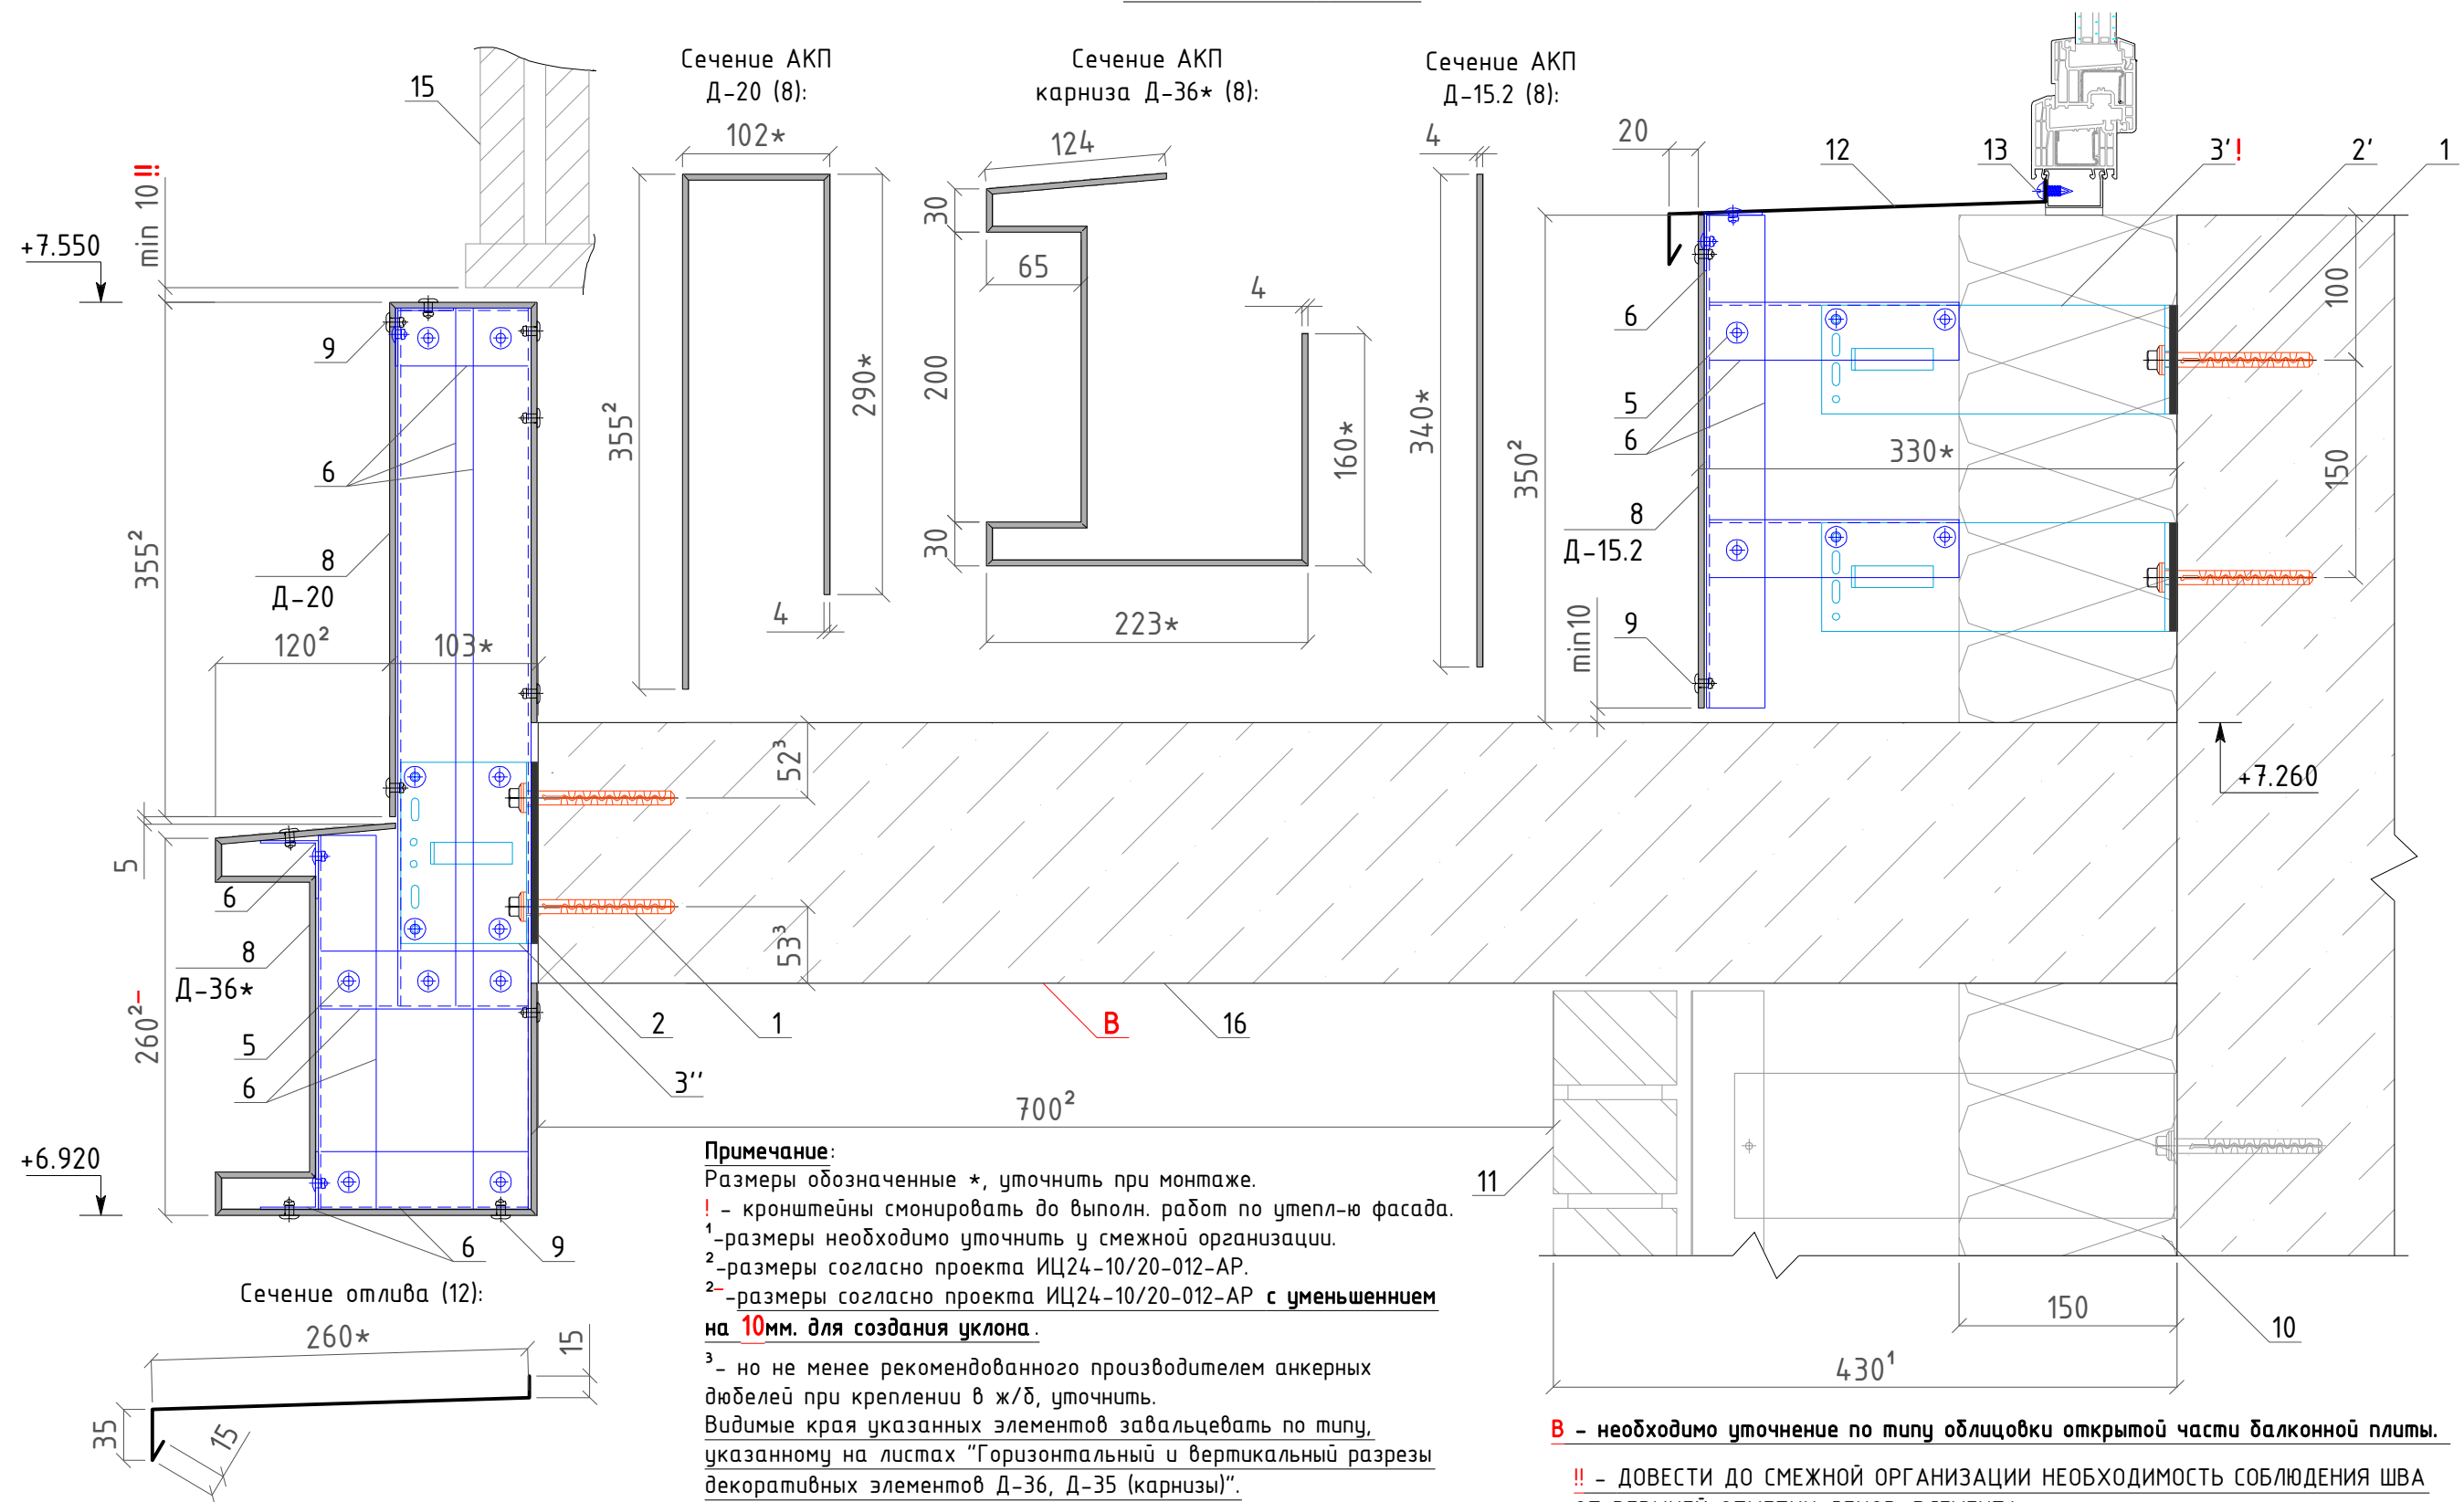 Сечение АКП
Д-20 (8):
Сечение АКП
карниза Д-36* (8):
Сечение АКП
Д-15.2 (8):
15
min 10 !!
+7.550
102*
124
4
20
12
13
3'!
2'
1
30
65
4
200
290*
355²
30
160*
223*
4
340*
350²
6
5
6
330*
100
150
8
Д-15.2
min10
9
9
6
355²
8
Д-20
120²
103*
52³
53³
+7.260
5
6
8
Д-36*
260²-
5
6
2
1
3''
В
16
700²
+6.920
6
9
11
10
150
430¹
Сечение отлива (12):
260*
15
35
15
Примечание:
Размеры обозначенные *, уточнить при монтаже.
! - кронштейны смонировать до выполн. работ по утепл-ю фасада.
¹-размеры необходимо уточнить у смежной организации.
²-размеры согласно проекта ИЦ24-10/20-012-АР.
²⁻-размеры согласно проекта ИЦ24-10/20-012-АР с уменьшеннием
на 10мм. для создания уклона.
³- но не менее рекомендованного производителем анкерных
дюбелей при креплении в ж/б, уточнить.
Видимые края указанных элементов завальцевать по типу,
указанному на листах "Горизонтальный и вертикальный разрезы
декоративных элементов Д-36, Д-35 (карнизы)".
В - необходимо уточнение по типу облицовки открытой части балконной плиты.
!! - ДОВЕСТИ ДО СМЕЖНОЙ ОРГАНИЗАЦИИ НЕОБХОДИМОСТЬ СОБЛЮДЕНИЯ ШВА